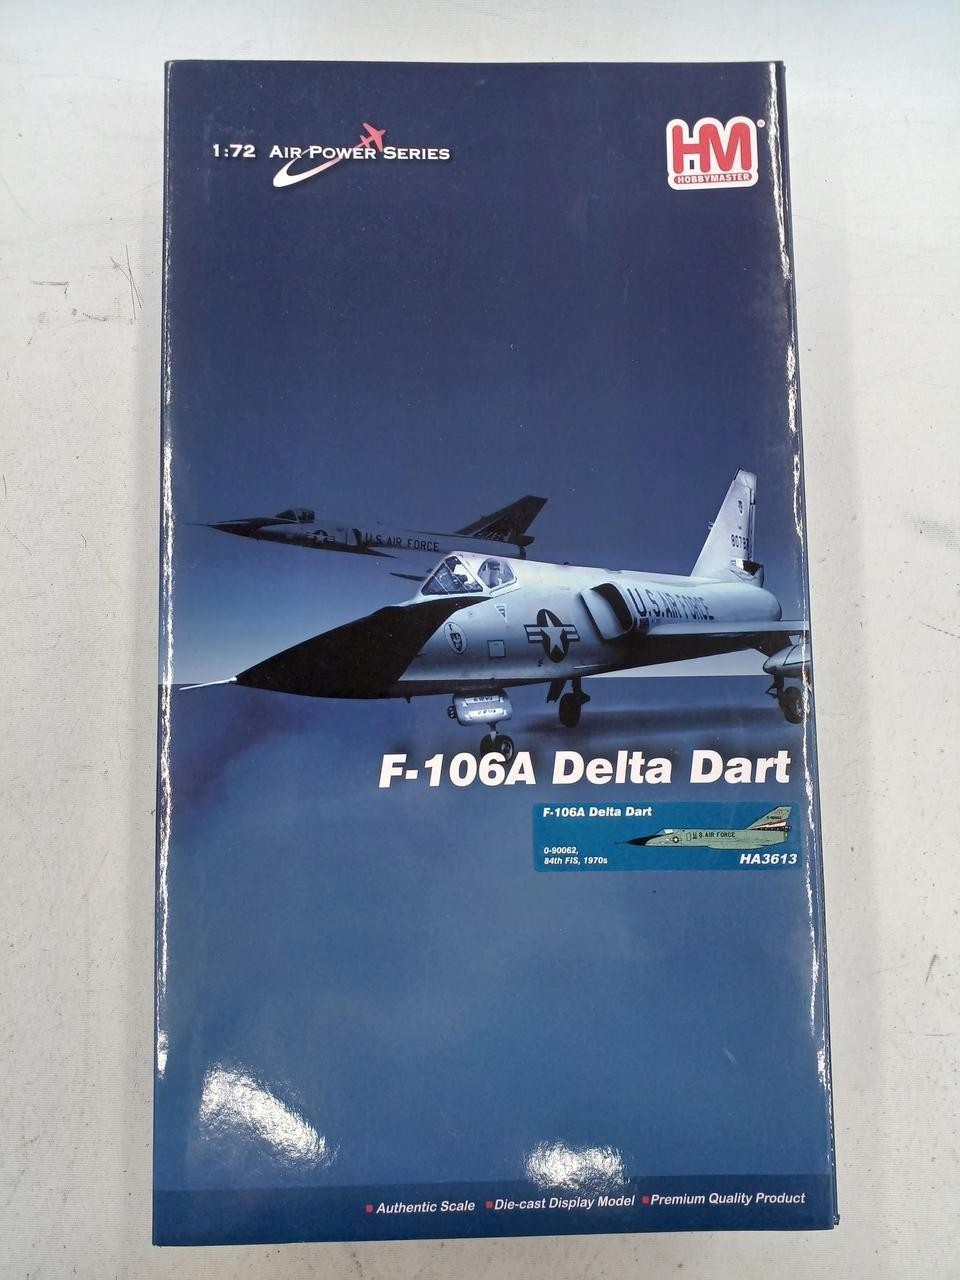 1:72 AIR POWER SERIES
HM
HOBBYMASTER
U.S. AIR FORCE
U.S. AIR FORCE
F-106A Delta Dart
F-106A Delta Dart
U.S. AIR FORCE
0-90062,
84th FIS, 1970s
HA3613
Authentic Scale Die-cast Display Model Premium Quality Product